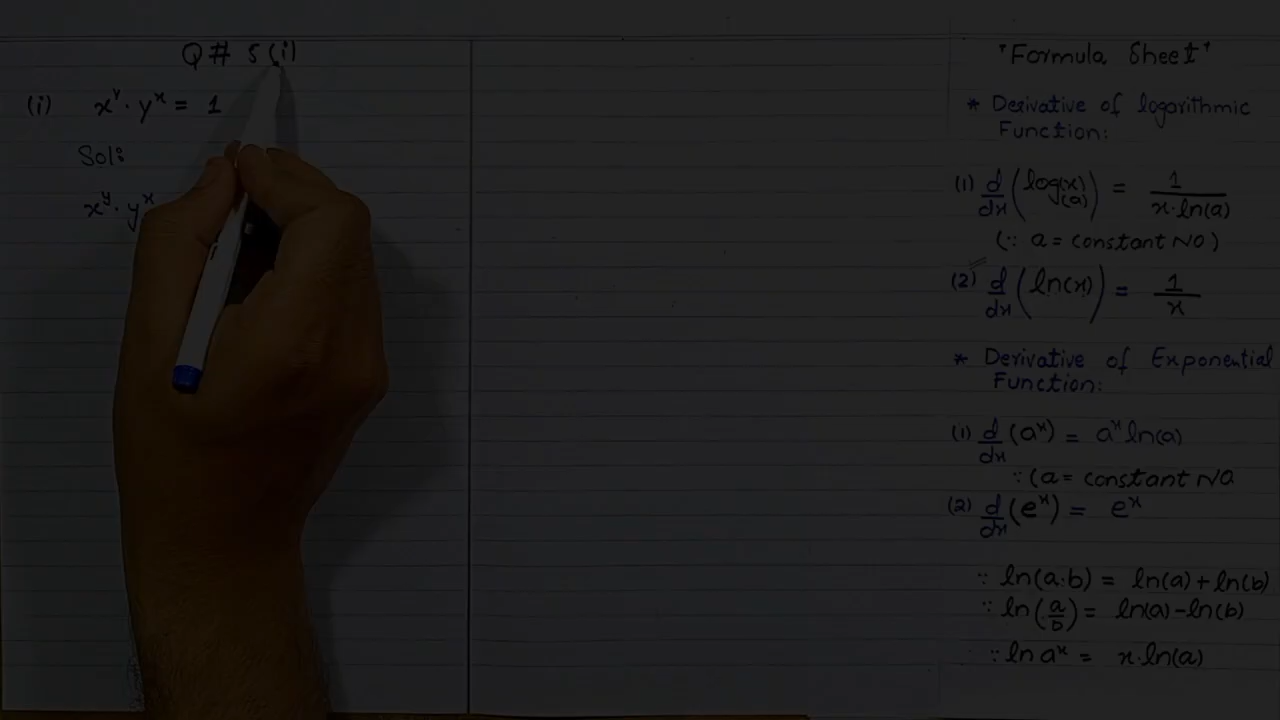 Q# 5(i)
(i) x^y · y^x = 1
Sol:
x^y · y^x
"Formula Sheet"
* Derivative of logarithmic
Function:
(1) d/dx (log(x)(a)) = 1/(x·ln(a))
(∵ a = constant NO)
(2) d/dx (ln(x)) = 1/x
* Derivative of Exponential
Function:
(1) d/dx (a^x) = a^x ln(a)
∵ (a = constant NO
(2) d/dx (e^x) = e^x
∵ ln(a·b) = ln(a) + ln(b)
∵ ln(a/b) = ln(a) – ln(b)
∵ ln a^x = x·ln(a)